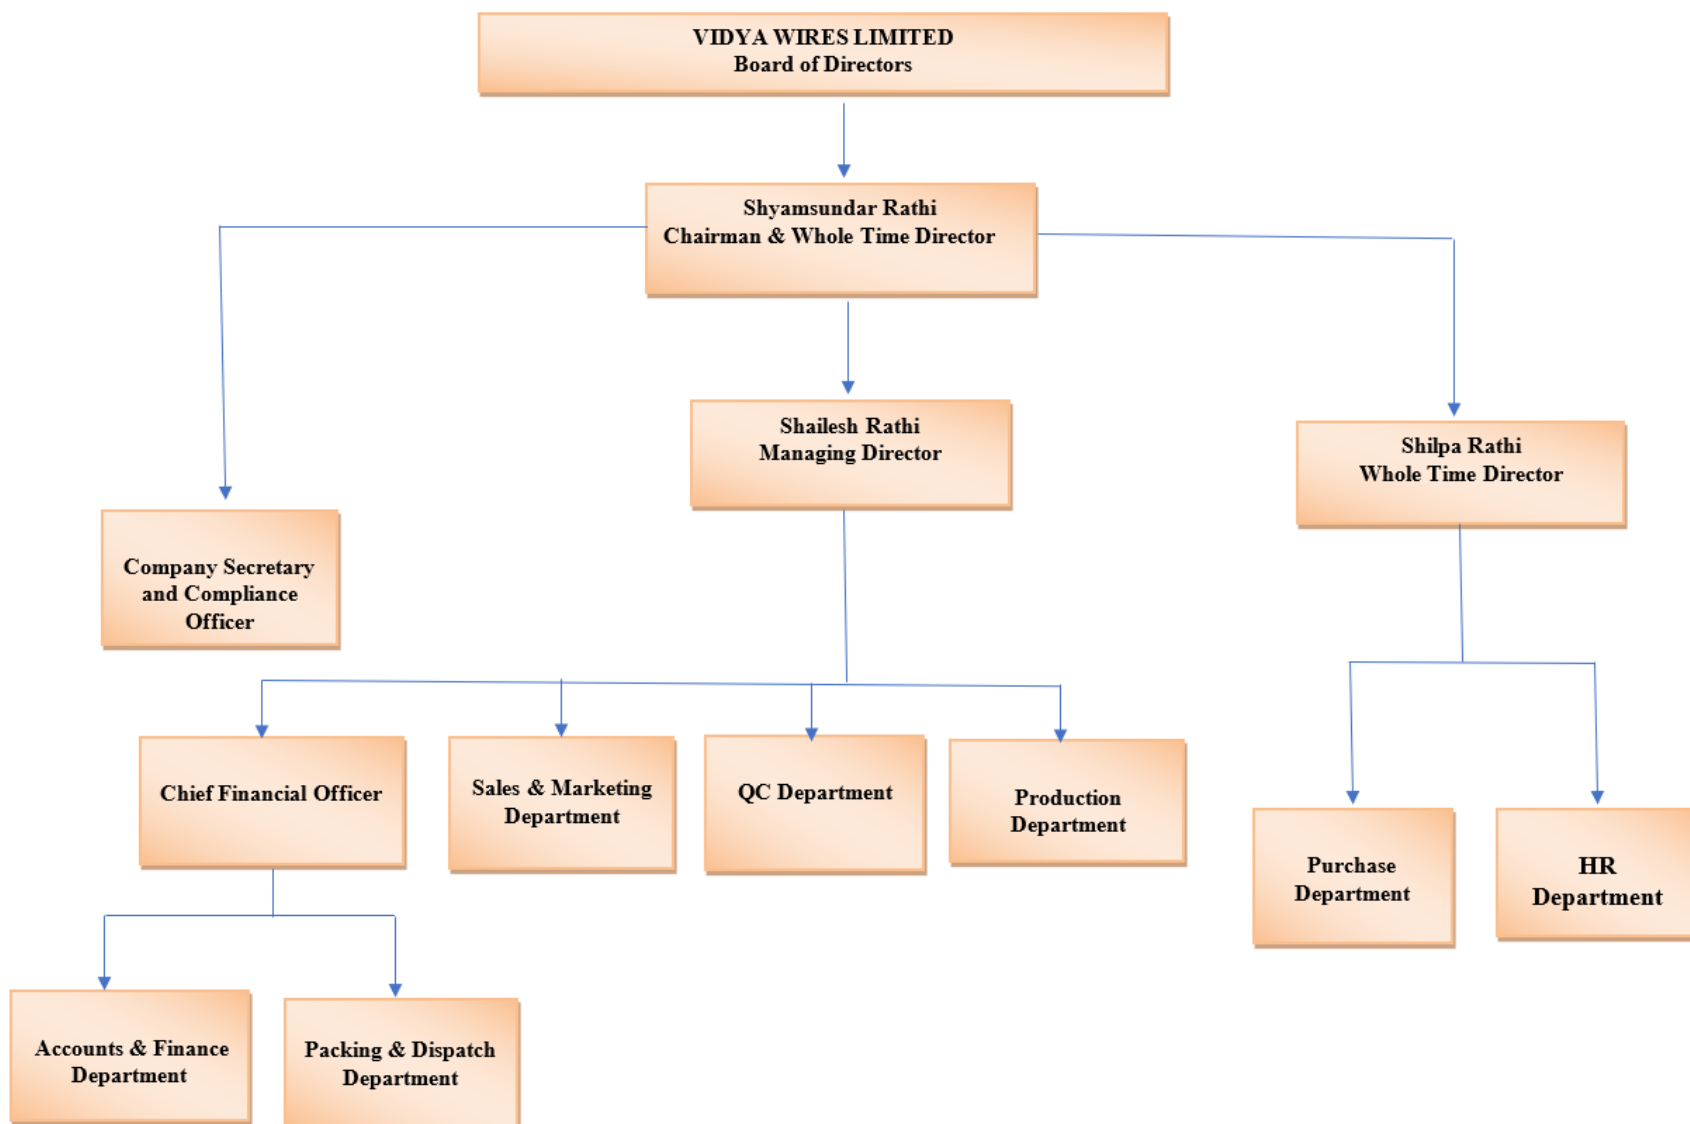 VIDYA WIRES LIMITED
Board of Directors
Shyamsundar Rathi
Chairman & Whole Time Director
Shailesh Rathi
Managing Director
Shilpa Rathi
Whole Time Director
Company Secretary
and Compliance
Officer
Chief Financial Officer
Sales & Marketing
Department
QC Department
Production
Department
Purchase
Department
HR
Department
Accounts & Finance
Department
Packing & Dispatch
Department